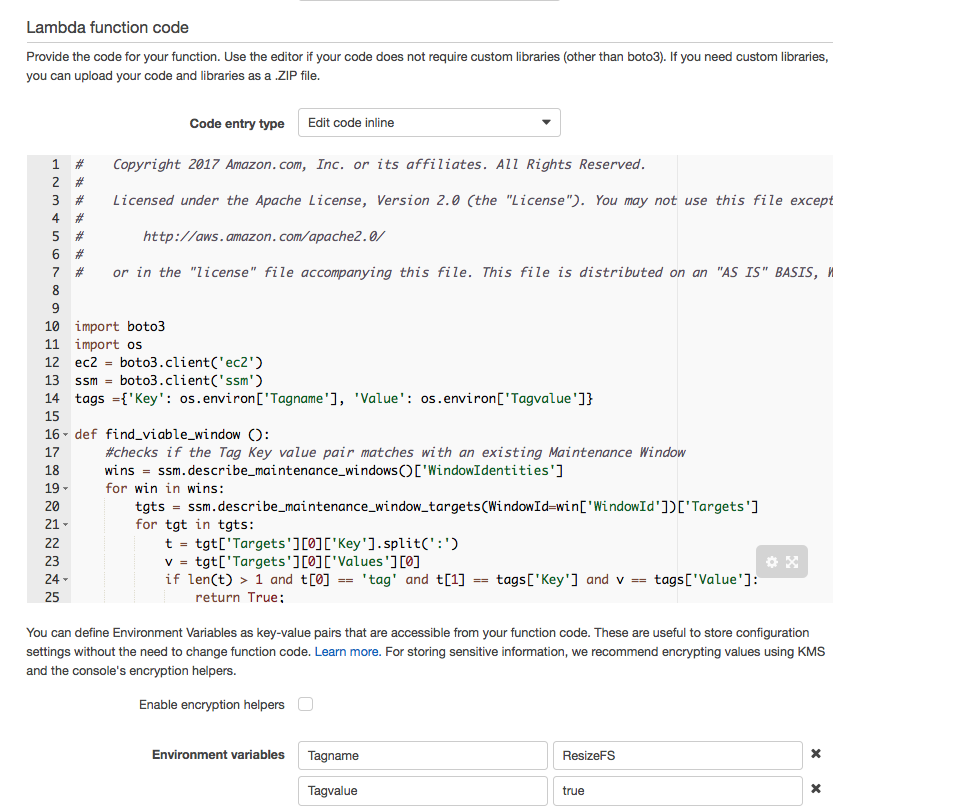 Lambda function code
Provide the code for your function. Use the editor if your code does not require custom libraries (other than boto3). If you need custom libraries,
you can upload your code and libraries as a .ZIP file.
Code entry type Edit code inline
1 # Copyright 2017 Amazon.com, Inc. or its affiliates. All Rights Reserved.
2 #
3 # Licensed under the Apache License, Version 2.0 (the "License"). You may not use this file except
4 #
5 # http://aws.amazon.com/apache2.0/
6 #
7 # or in the "license" file accompanying this file. This file is distributed on an "AS IS" BASIS,
8
9
10 import boto3
11 import os
12 ec2 = boto3.client('ec2')
13 ssm = boto3.client('ssm')
14 tags ={'Key': os.environ['Tagname'], 'Value': os.environ['Tagvalue']}
15
16 def find_viable_window ():
17 #checks if the Tag Key value pair matches with an existing Maintenance Window
18 wins = ssm.describe_maintenance_windows()['WindowIdentities']
19 for win in wins:
20 tgts = ssm.describe_maintenance_window_targets(WindowId=win['WindowId'])['Targets']
21 for tgt in tgts:
22 t = tgt['Targets'][0]['Key'].split(':')
23 v = tgt['Targets'][0]['Values'][0]
24 if len(t) > 1 and t[0] == 'tag' and t[1] == tags['Key'] and v == tags['Value']:
25 return True;
You can define Environment Variables as key-value pairs that are accessible from your function code. These are useful to store configuration
settings without the need to change function code. Learn more. For storing sensitive information, we recommend encrypting values using KMS
and the console's encryption helpers.
Enable encryption helpers
Environment variables Tagname ResizeFS
Tagvalue true